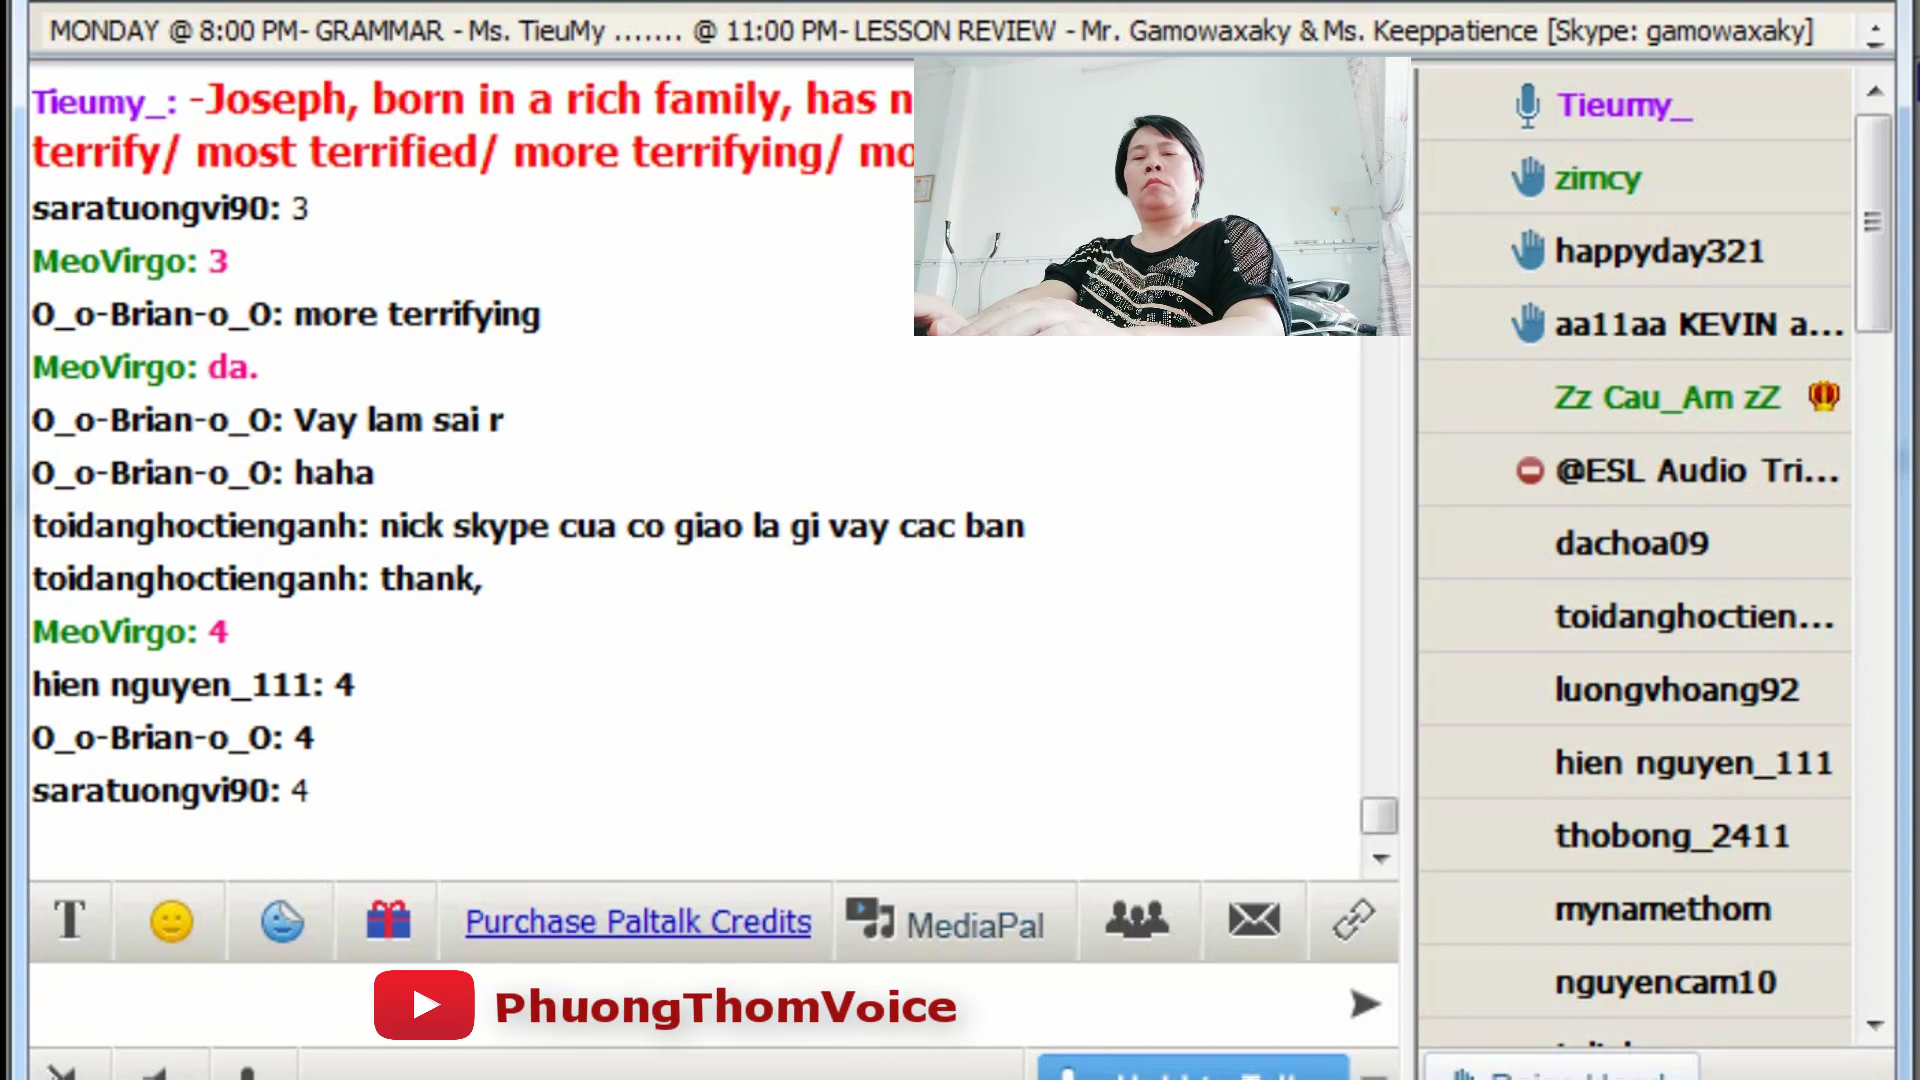 MONDAY @ 8:00 PM- GRAMMAR - Ms. TieuMy ....... @ 11:00 PM- LESSON REVIEW - Mr. Gamowaxaky & Ms. Keeppatience [Skype: gamowaxaky]
Tieumy_: -Joseph, born in a rich family, has
terrify/ most terrified/ more terrifying/
saratuongvi90: 3
MeoVirgo: 3
O_o-Brian-o_O: more terrifying
MeoVirgo: da.
O_o-Brian-o_O: Vay lam sai r
O_o-Brian-o_O: haha
toidanghoctienganh: nick skype cua co giao la gi vay cac ban
toidanghoctienganh: thank,
MeoVirgo: 4
hien nguyen_111: 4
O_o-Brian-o_O: 4
saratuongvi90: 4
Tieumy_
zimcy
happyday321
aa11aa KEVIN a...
Zz Cau_Am zZ
@ESL Audio Tri...
dachoa09
toidanghoctien...
luongvhoang92
hien nguyen_111
thobong_2411
mynamethom
nguyencam10
T
Purchase Paltalk Credits
MediaPal
PhuongThomVoice